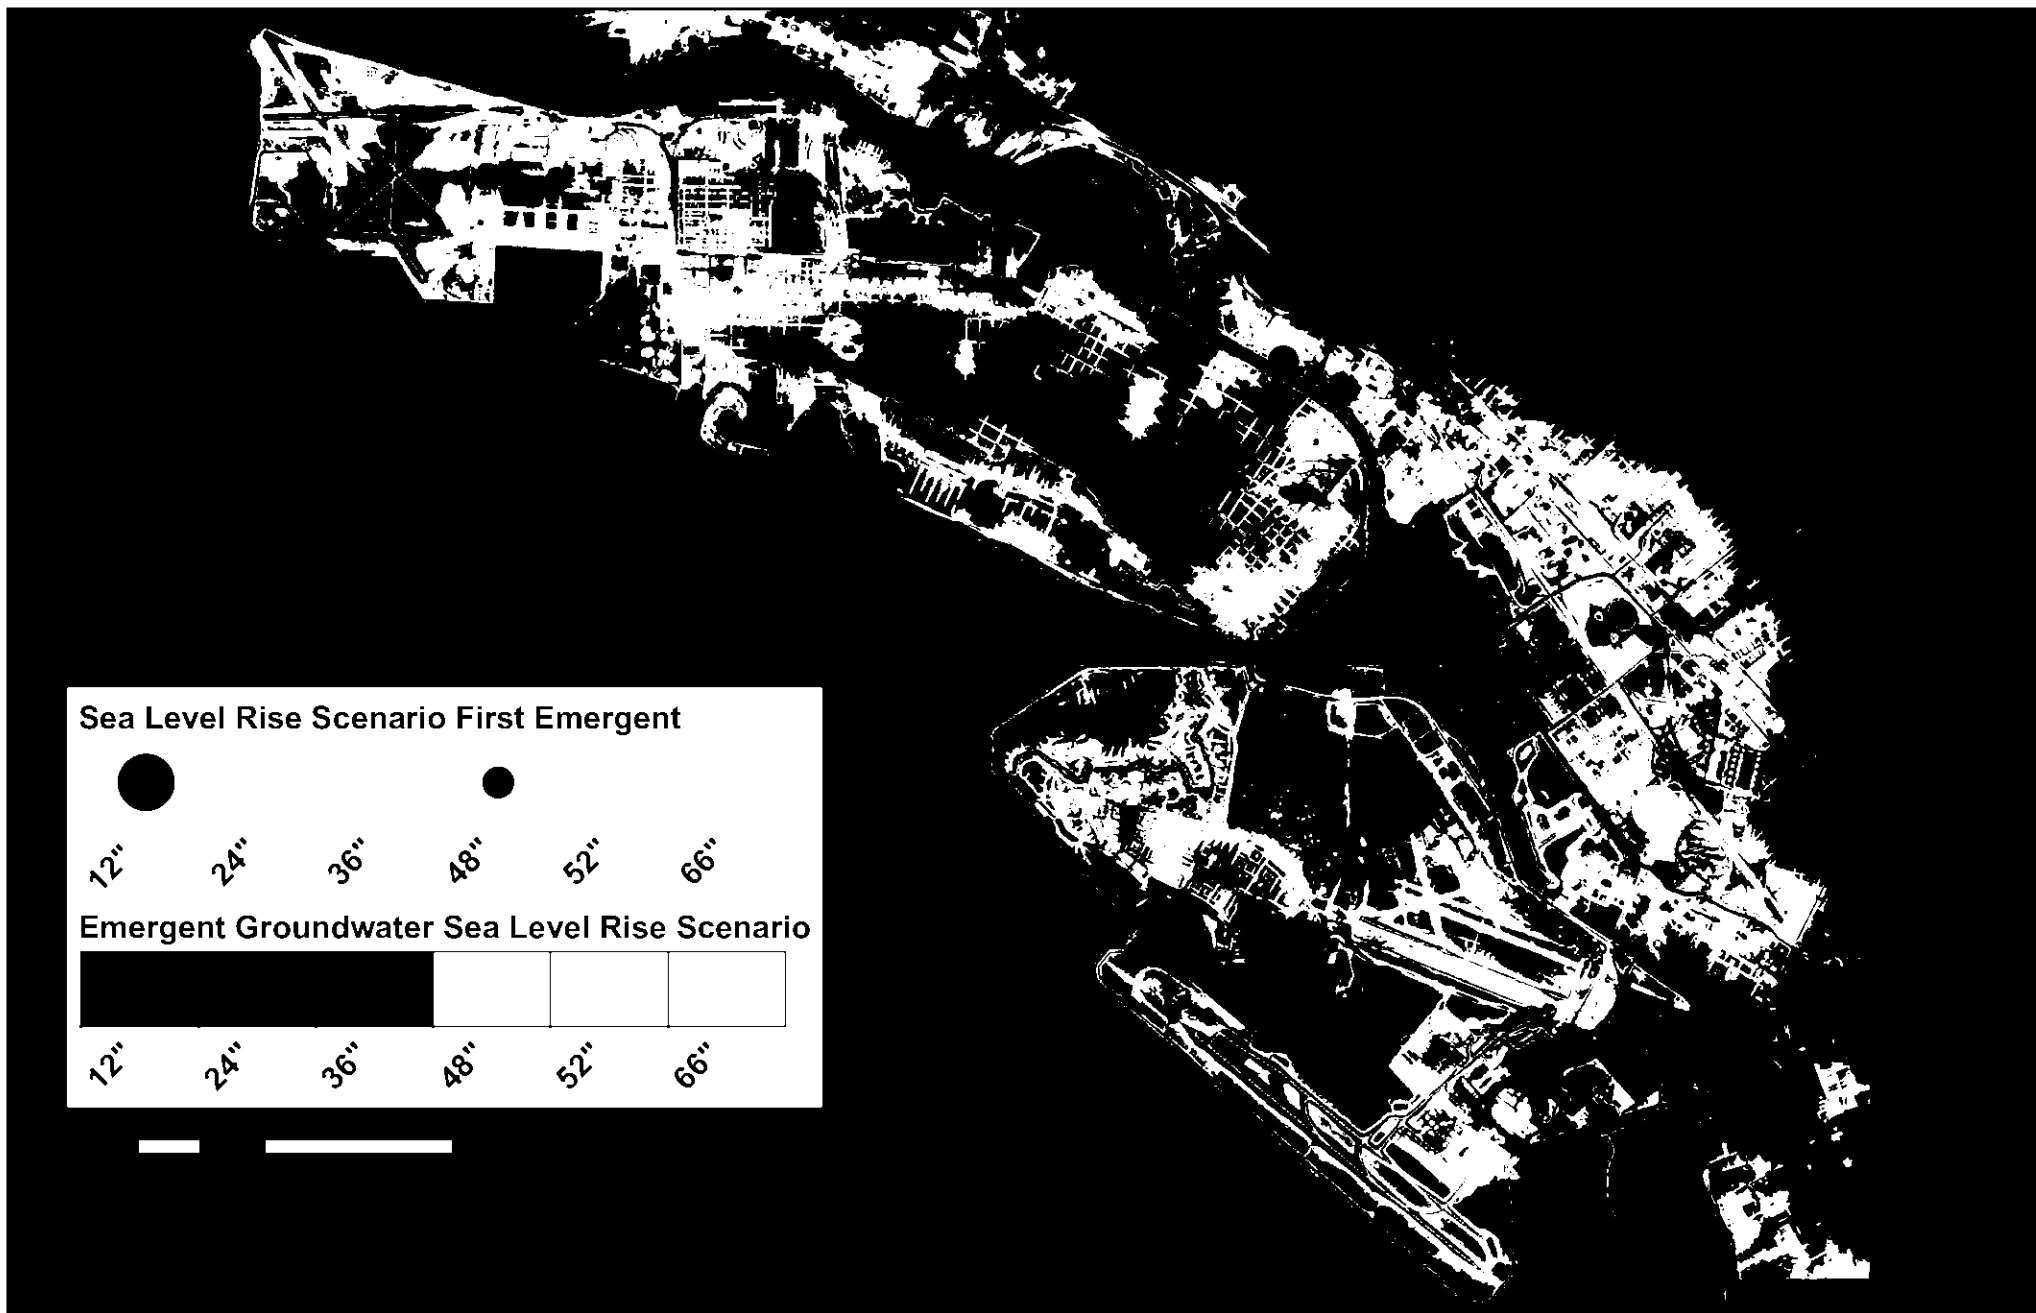 Sea Level Rise Scenario First Emergent
12" 24" 36" 48" 52" 66"
Emergent Groundwater Sea Level Rise Scenario
12" 24" 36" 48" 52" 66"